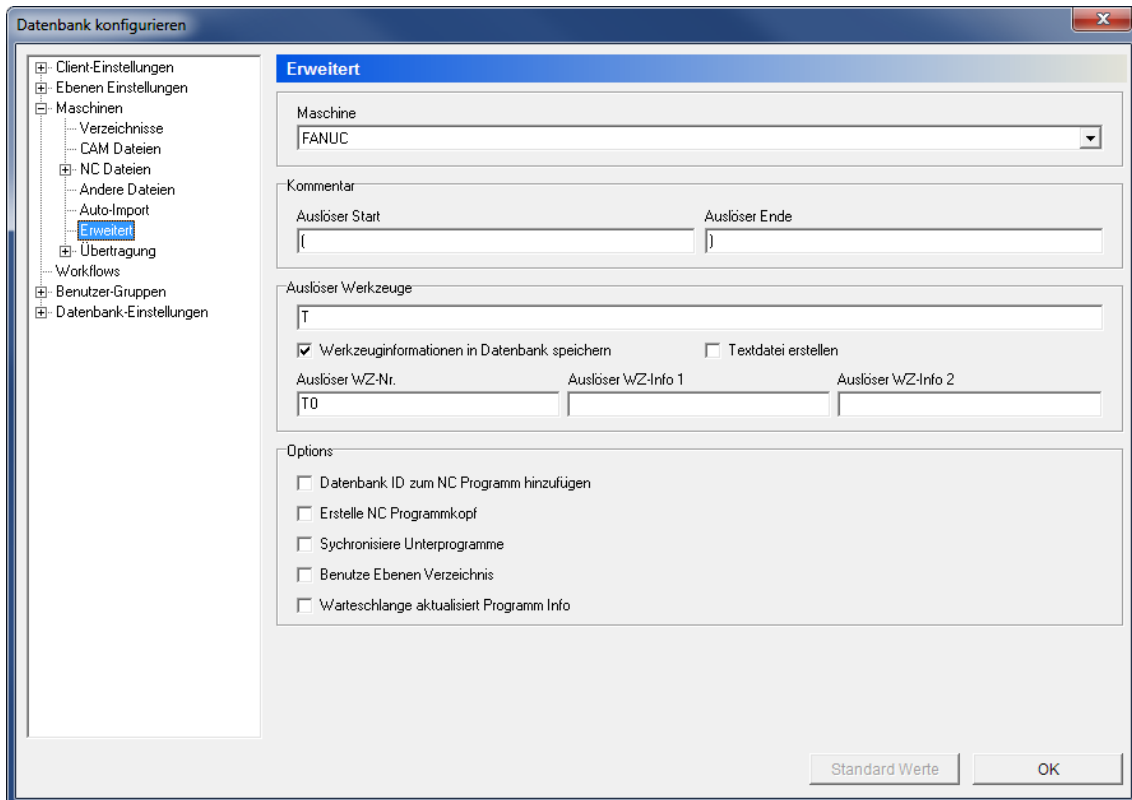 Datenbank konfigurieren
Client-Einstellungen
Ebenen Einstellungen
Maschinen
Verzeichnisse
CAM Dateien
NC Dateien
Andere Dateien
Auto-Import
Erweitert
Übertragung
Workflows
Benutzer-Gruppen
Datenbank-Einstellungen
Erweitert
Maschine
FANUC
Kommentar
Auslöser Start Auslöser Ende
( )
Auslöser Werkzeuge
T
Werkzeuginformationen in Datenbank speichern Textdatei erstellen
Auslöser WZ-Nr. Auslöser WZ-Info 1 Auslöser WZ-Info 2
T0
Options
Datenbank ID zum NC Programm hinzufügen
Erstelle NC Programmkopf
Sychronisiere Unterprogramme
Benutze Ebenen Verzeichnis
Warteschlange aktualisiert Programm Info
Standard Werte OK